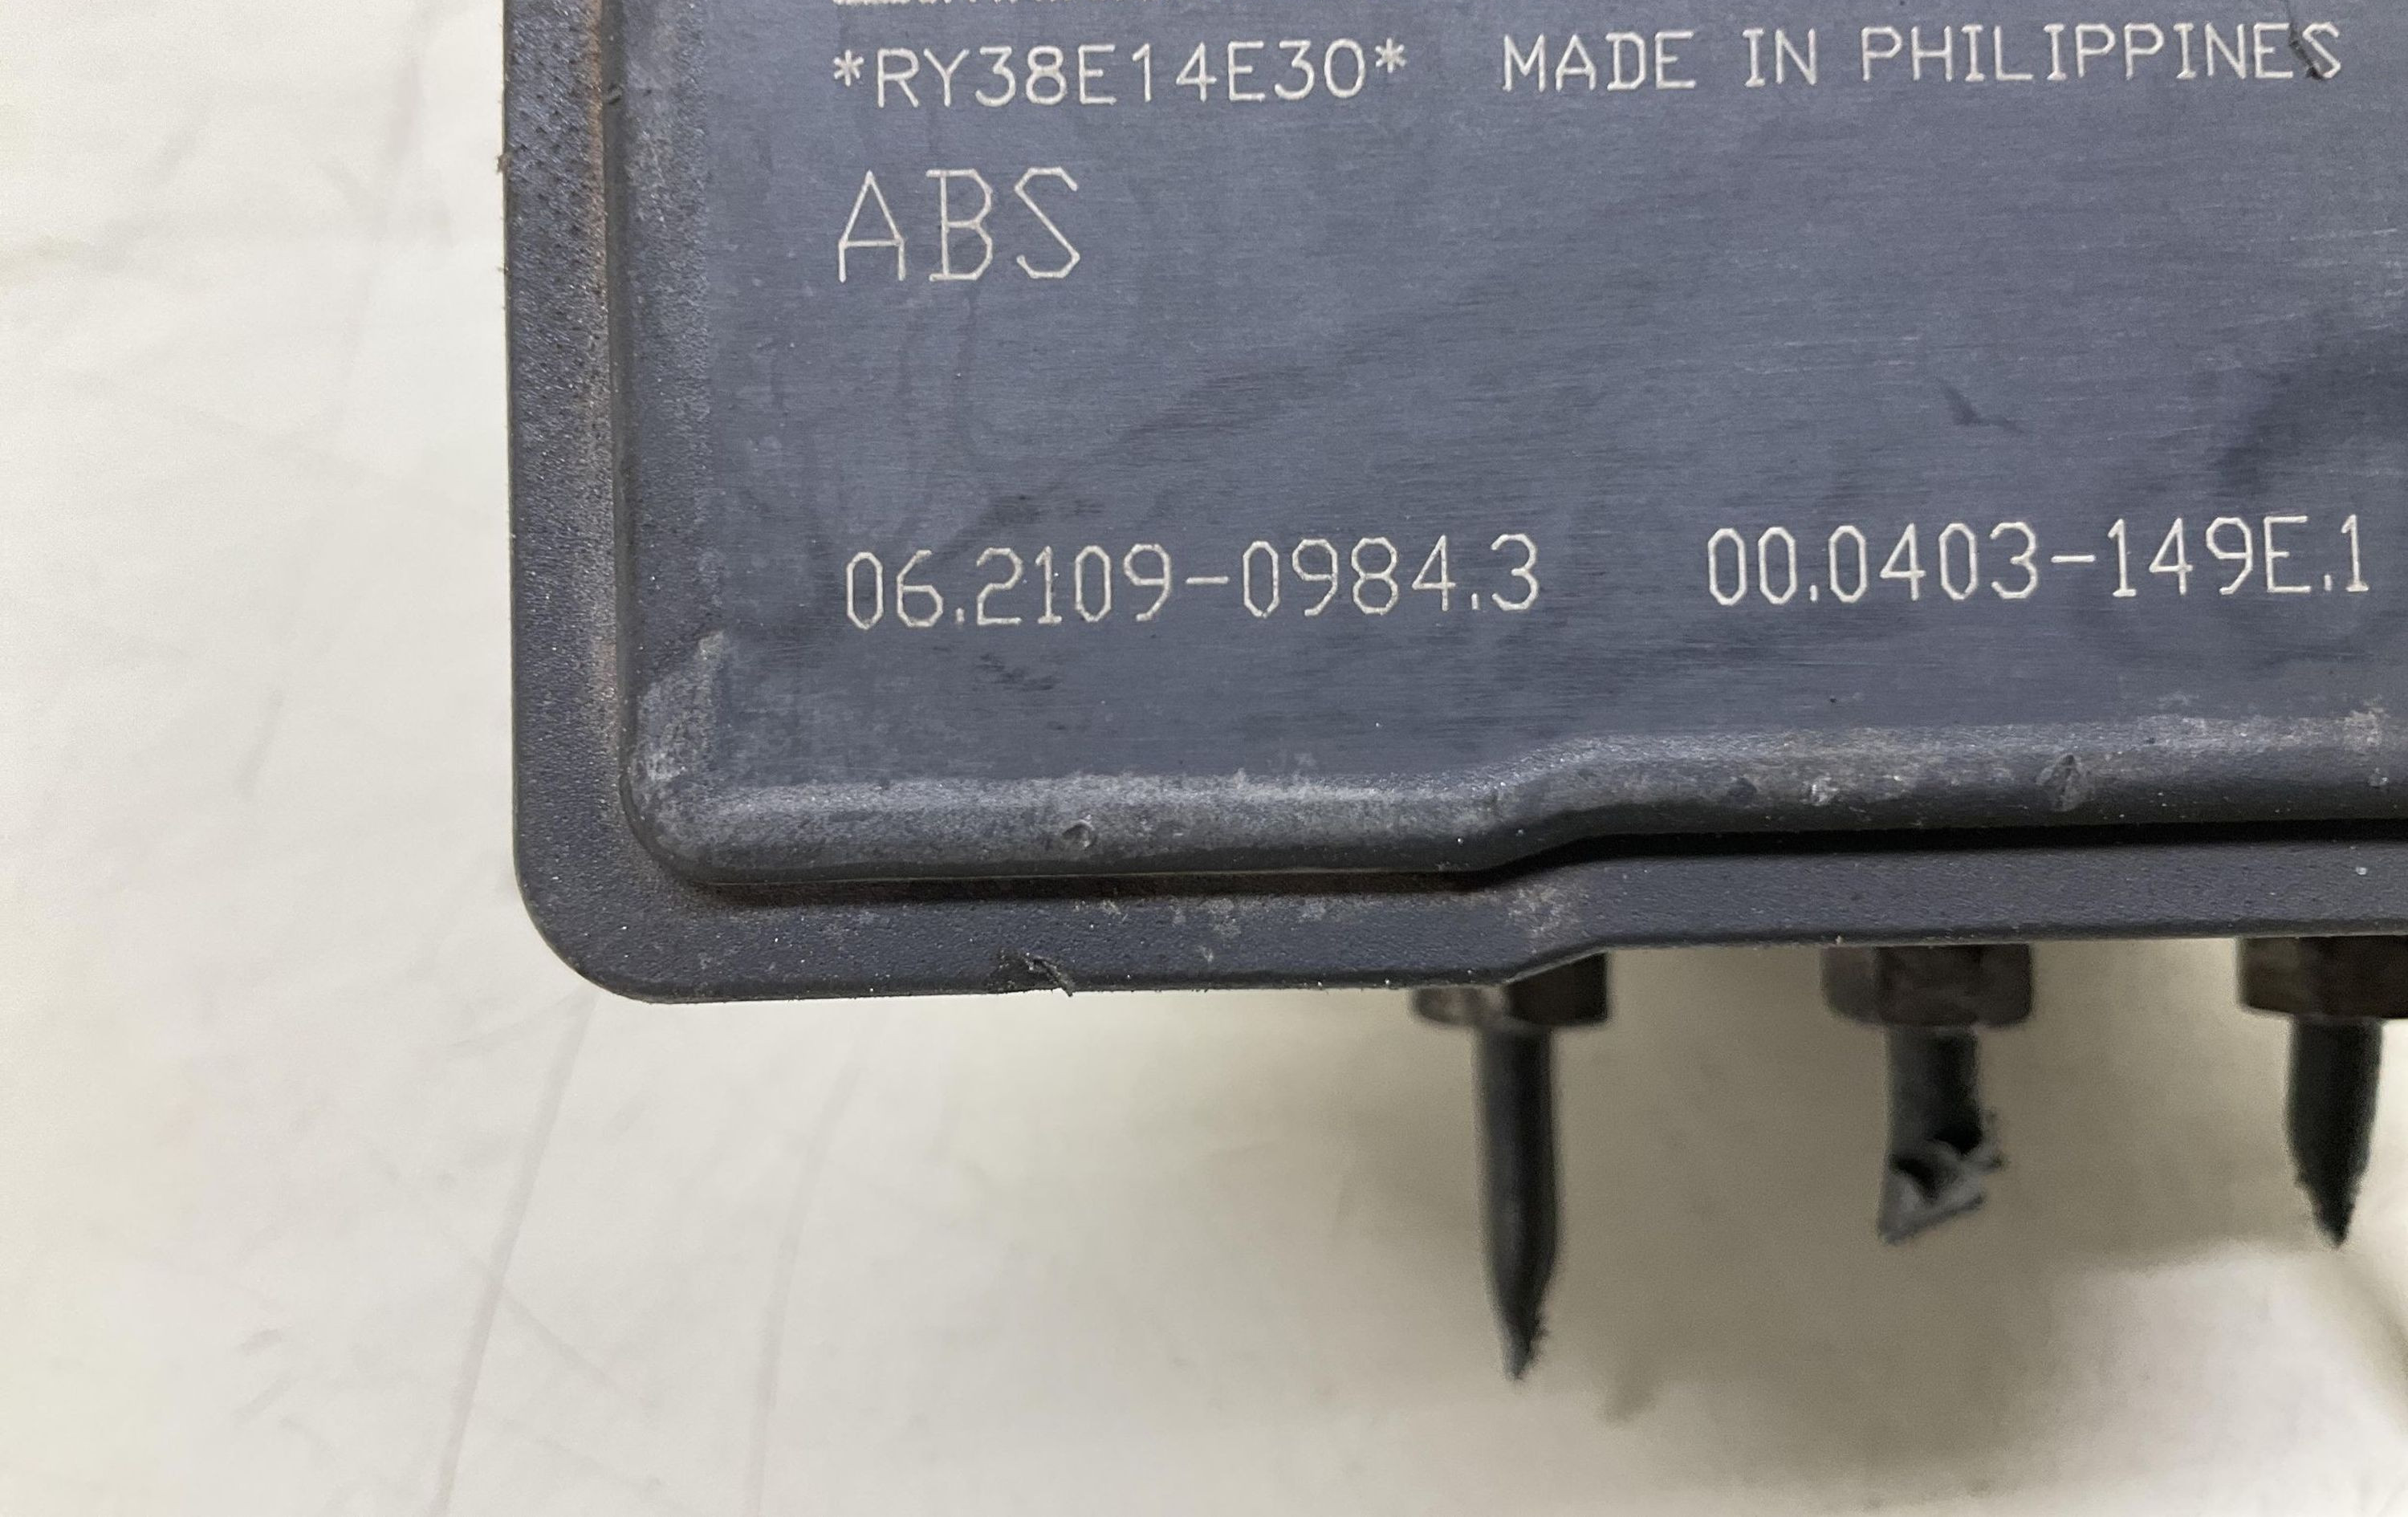 *RY38E14E30* MADE IN PHILIPPINES
ABS
06.2109-0984.3 00.0403-149E.1